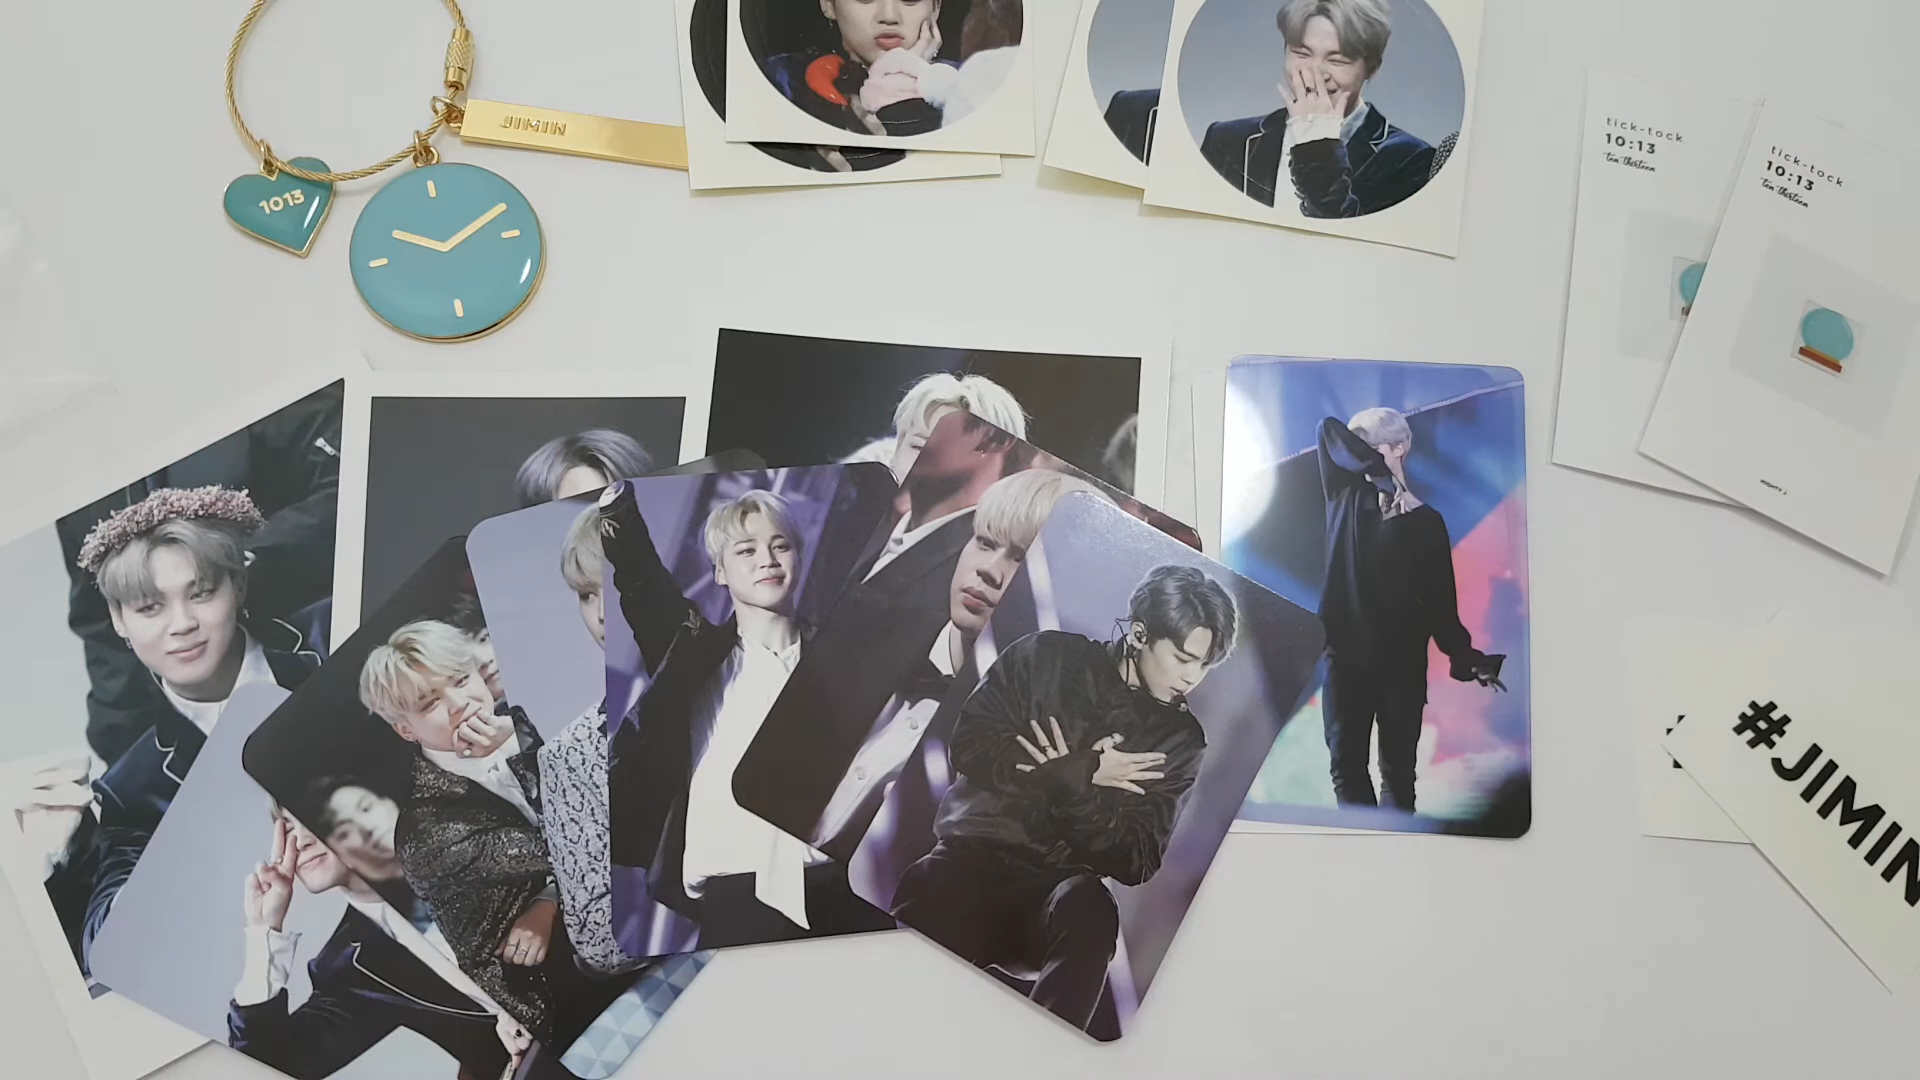 JIMIN
1013
tick-tock
10:13
ten thirteen
tick-tock
10:13
ten thirteen
#JIMIN